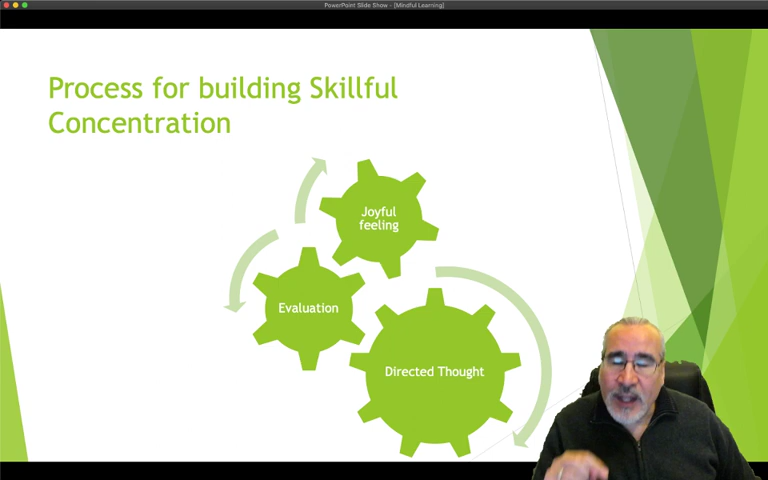 PowerPoint Slide Show - [Mindful Learning]
Process for building Skillful
Concentration
Joyful
feeling
Evaluation
Directed Thought